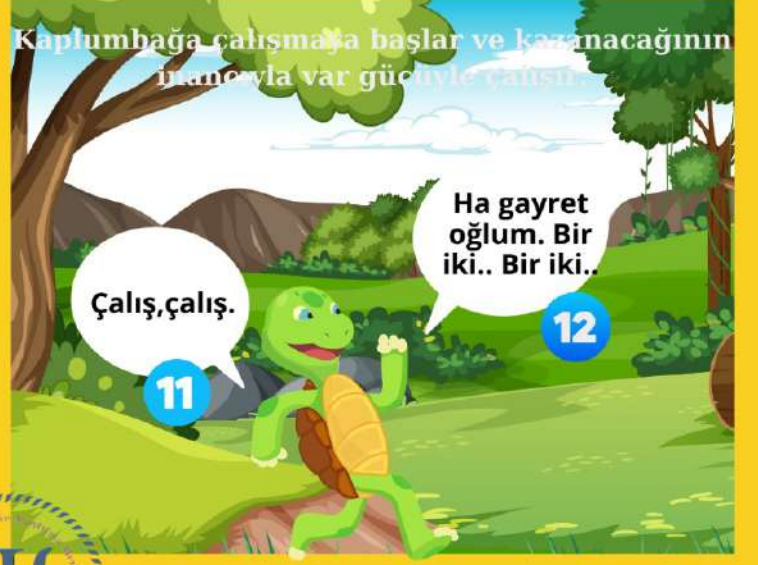 Kaplumbağa çalışmaya başlar ve kazanacağının
inancıyla var gücüyle çalışır.
Çalış,çalış.
11
Ha gayret
oğlum. Bir
iki.. Bir iki..
12